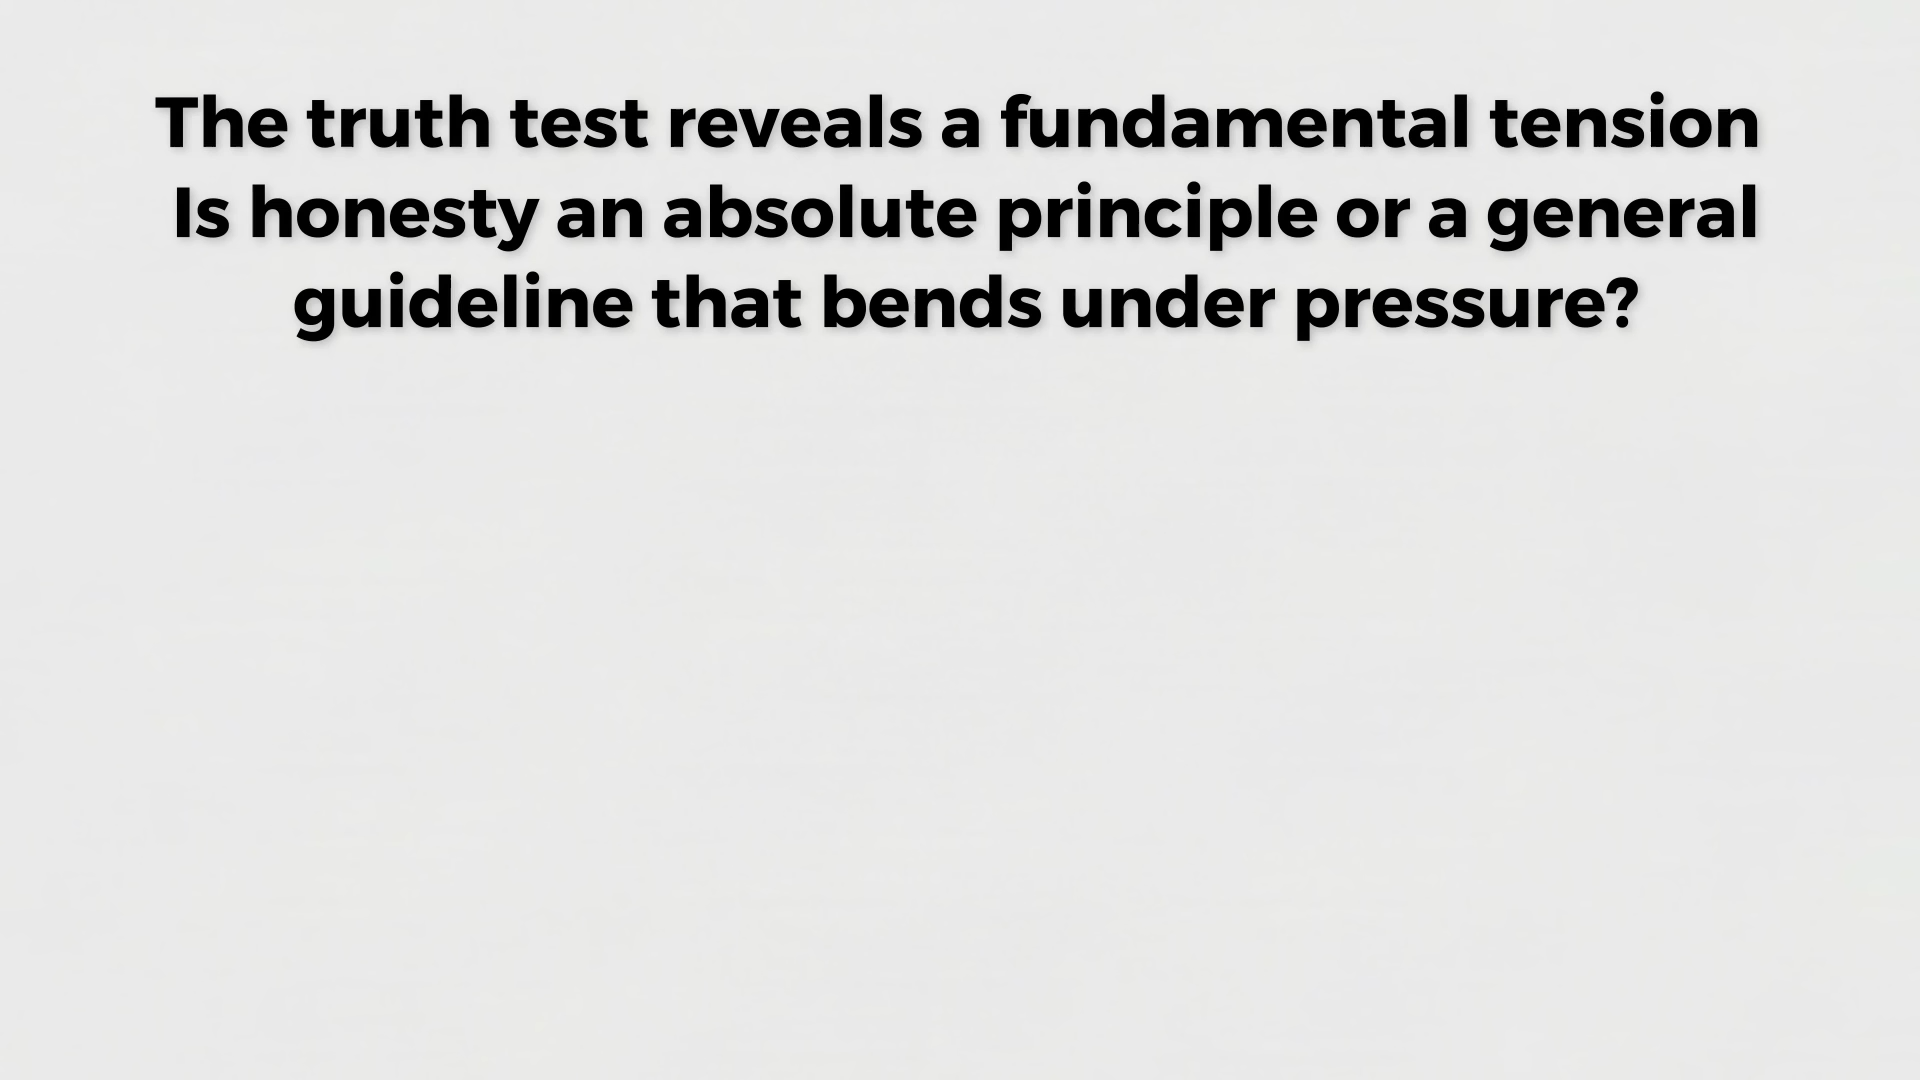 The truth test reveals a fundamental tension
Is honesty an absolute principle or a general
guideline that bends under pressure?